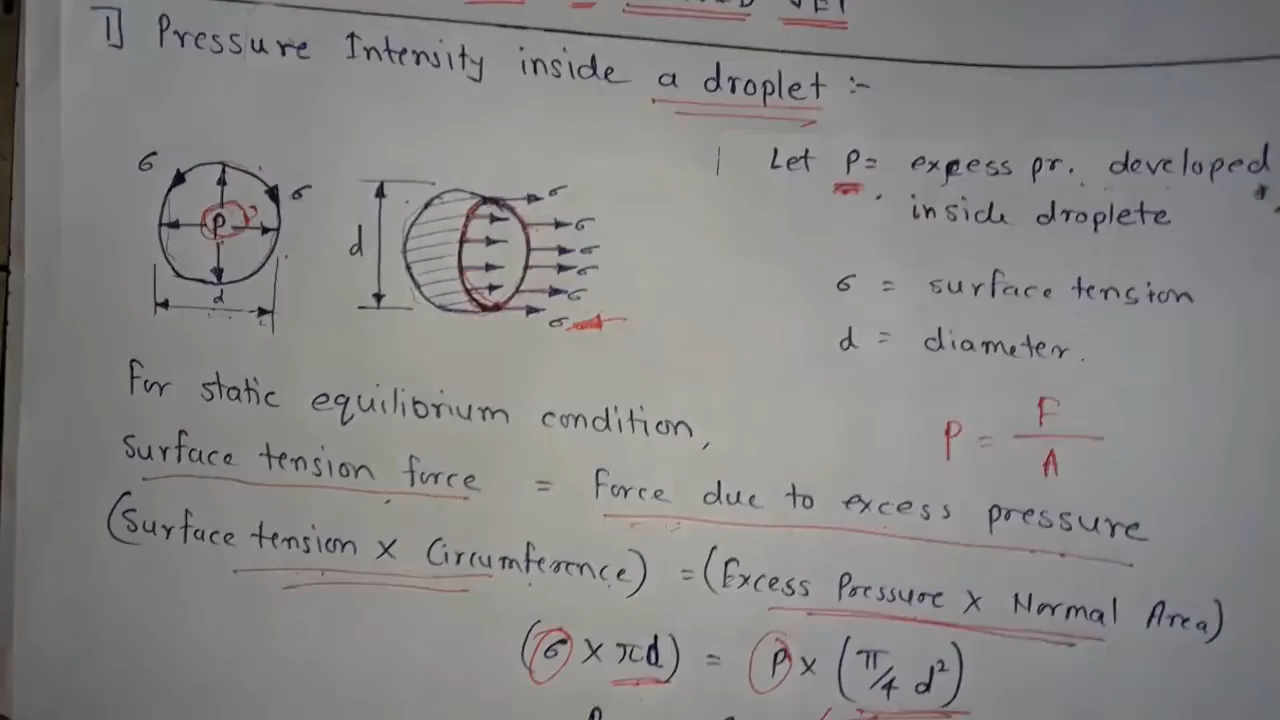 1] Pressure Intensity inside a droplet :-
Let P= excess pr. developed
inside droplete
σ = surface tension
d = diameter.
σ
σ
P
d
d
σ
σ
σ
σ
σ
σ
For static equilibrium condition,
P = F/A
Surface tension force = Force due to excess pressure
(Surface tension × Circumference) = (Excess Pressure × Normal Area)
(σ × πd) = P × (π/4 d²)